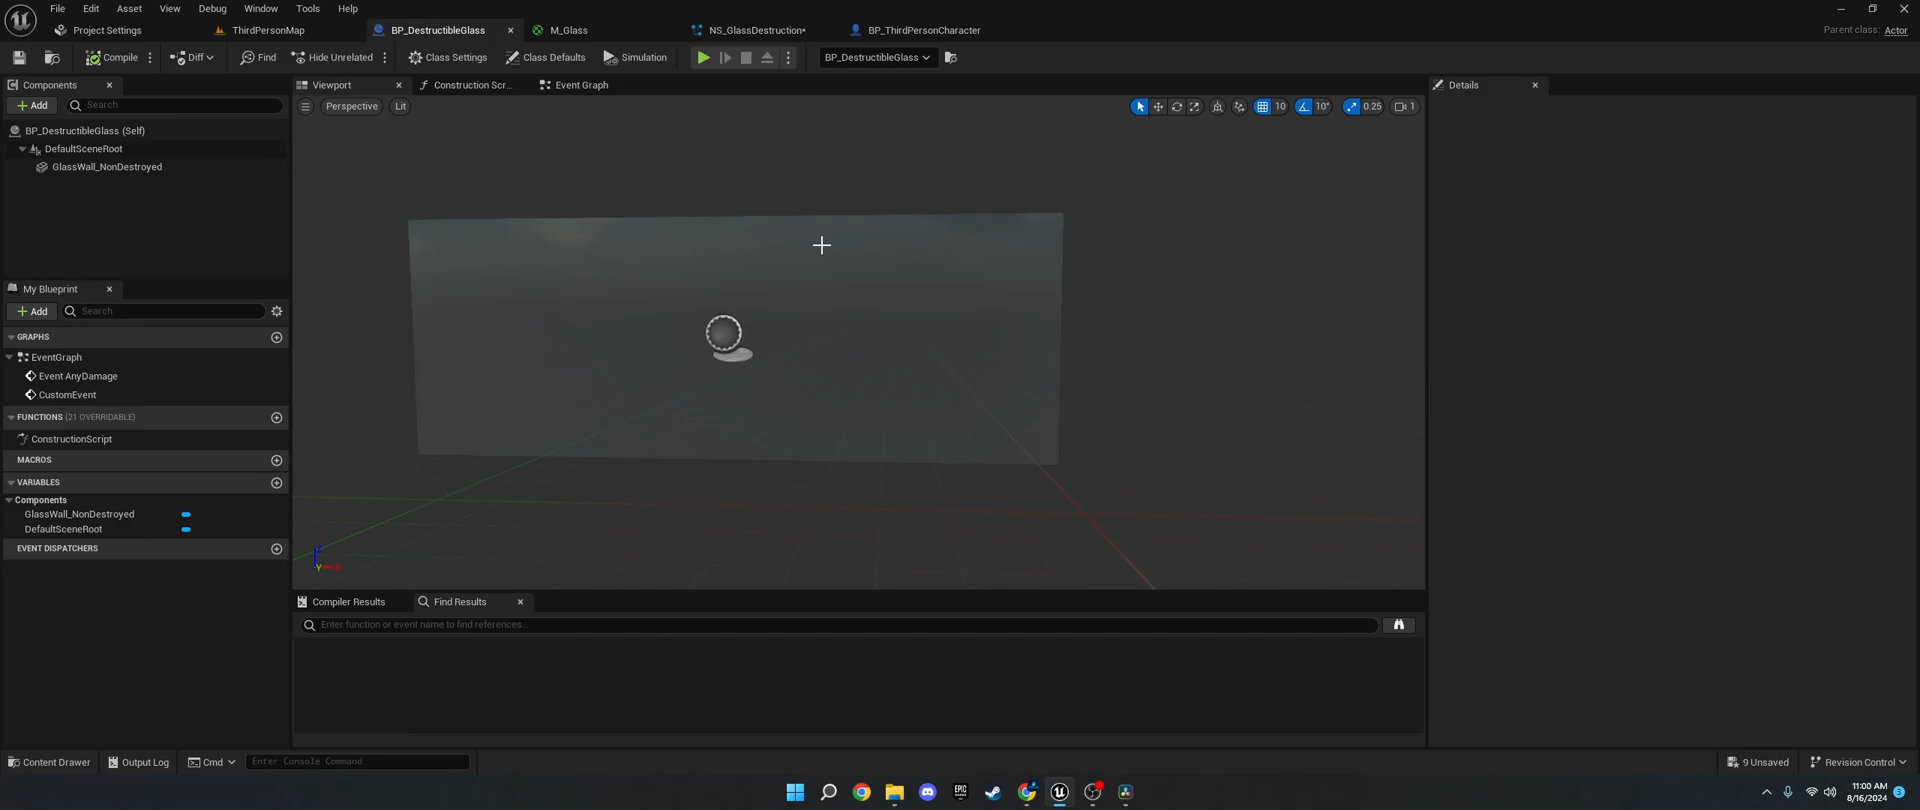 File Edit View Asset Window Debug Tools Help
Project Settings ThirdPersonMap BP_DestructibleGlass M_Glass NS_GlassDestruction* BP_ThirdPersonCharacter Parent class: Actor
Compile Diff Find Hide Unrelated Class Settings Class Defaults Simulation BP_DestructibleGlass
Components Viewport Construction Scr... Event Graph Details
Add Search Perspective Lit 10 10° 0.25 1
BP_DestructibleGlass (Self)
DefaultSceneRoot
GlassWall_NonDestroyed
My Blueprint
Add Search
GRAPHS
EventGraph
Event AnyDamage
CustomEvent
FUNCTIONS (21 OVERRIDABLE)
ConstructionScript
MACROS
VARIABLES
Components
GlassWall_NonDestroyed
DefaultSceneRoot
EVENT DISPATCHERS
Z
Y X
Compiler Results Find Results
Enter function or event name to find references...
Content Drawer Output Log Cmd Enter Console Command 9 Unsaved Revision Control
EPIC GAMES
11:00 AM
8/16/2024 3